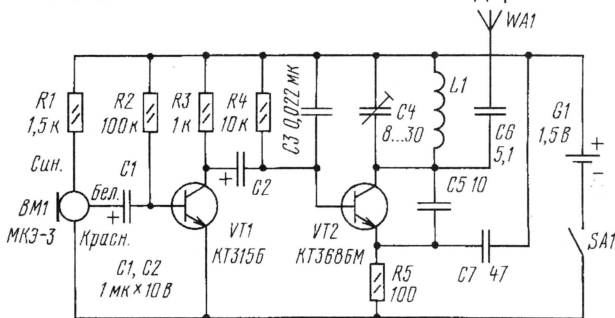 WA1
R1
1,5к
R2
100к
R3
1к
R4
10к
C3 0,022 мк
C4
8...30
L1
C6
5,1
G1
1,5В
+
−
Син.
Бел.
C1
+
BM1
МКЭ-3
Красн.
C1, C2
1 мк × 10 В
VT1
КТ315Б
+
C2
VT2
КТ368БМ
C5 10
R5
100
C7 47
SA1